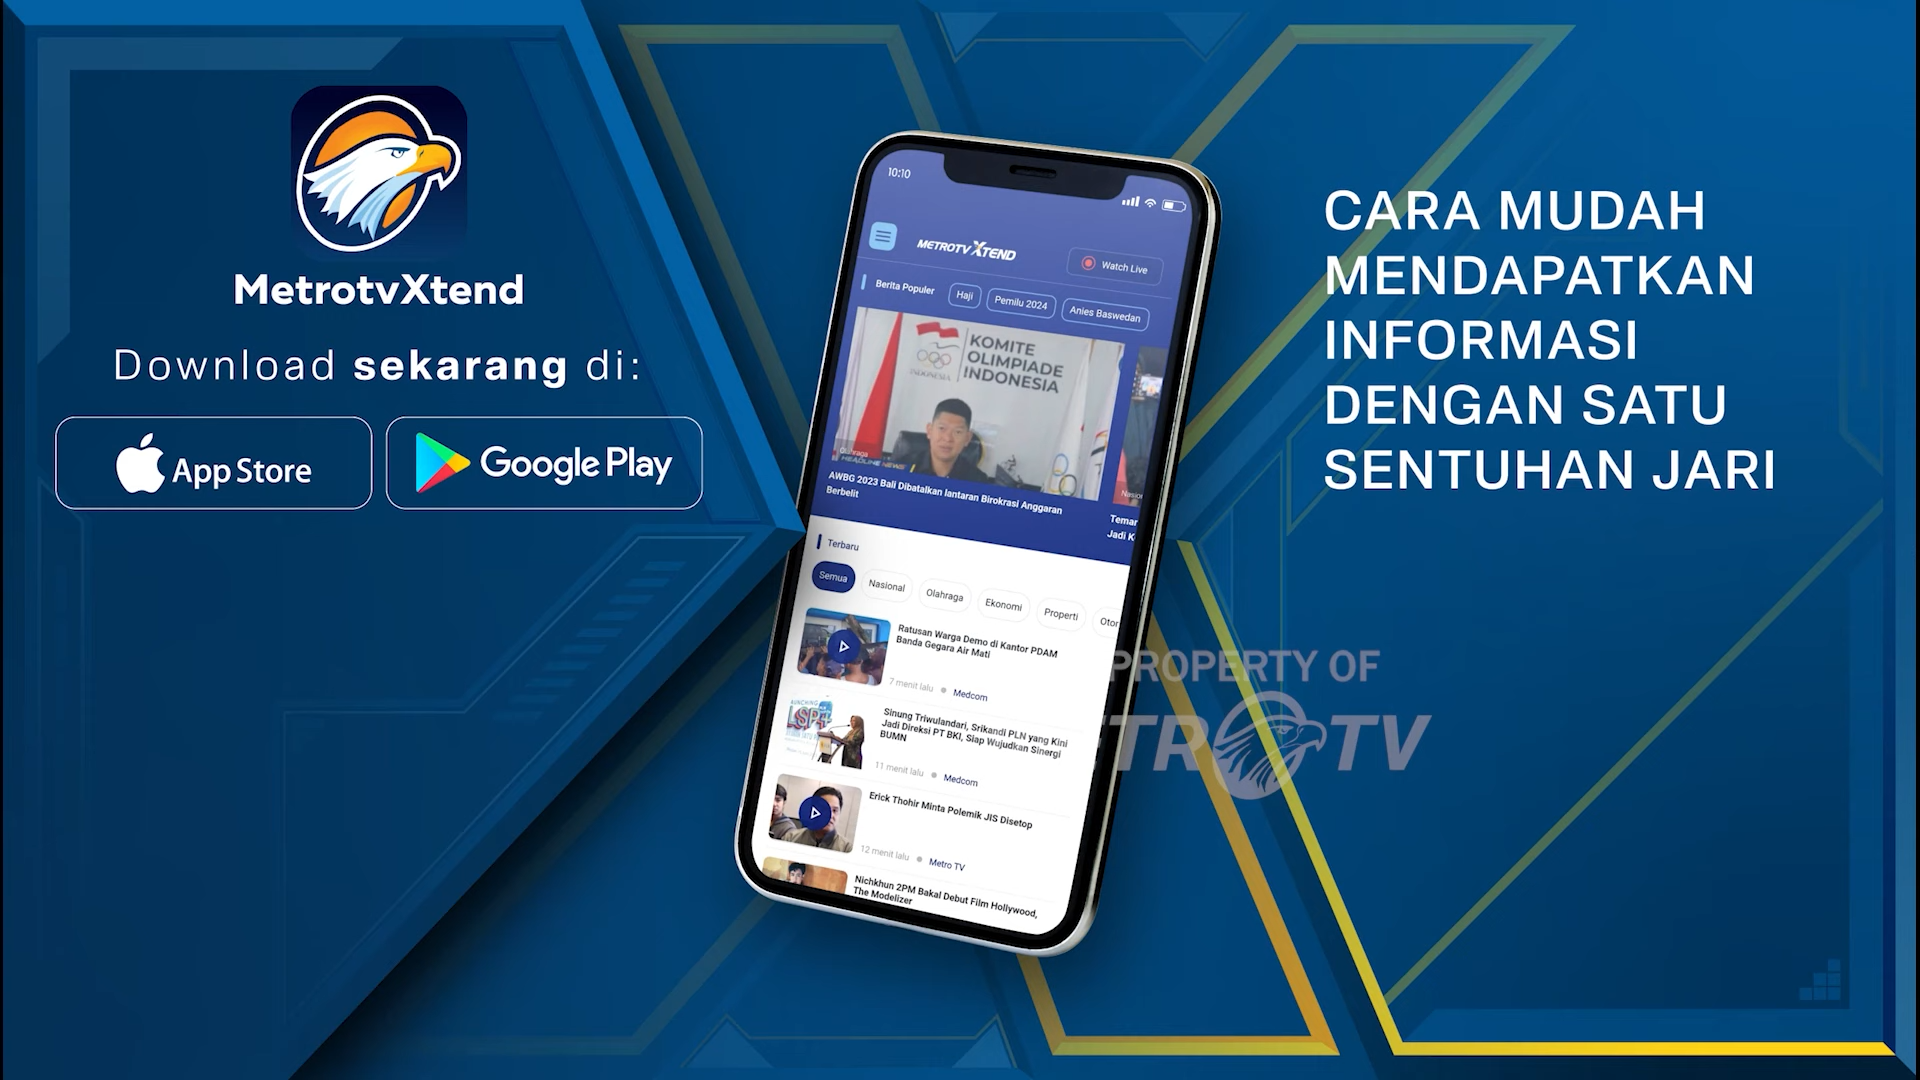 MetrotvXtend
Download sekarang di:
App Store
Google Play
10:10
METROTV XTEND
Watch Live
Berita Populer
Haji
Pemilu 2024
Anies Baswedan
KOMITE
OLIMPIADE
INDONESIA
INDONESIA
Olahraga
HEADLINE NEWS
AWBG 2023 Bali Dibatalkan lantaran Birokrasi Anggaran
Berbelit
Terbaru
Semua
Nasional
Olahraga
Ekonomi
Properti
Ratusan Warga Demo di Kantor PDAM
Banda Gegara Air Mati
7 menit lalu
Medcom
Sinung Triwulandari, Srikandi PLN yang Kini
Jadi Direksi PT BKI, Siap Wujudkan Sinergi
BUMN
11 menit lalu
Medcom
Erick Thohir Minta Polemik JIS Disetop
12 menit lalu
Metro TV
Nichkhun 2PM Bakal Debut Film Hollywood,
The Modelizer
CARA MUDAH
MENDAPATKAN
INFORMASI
DENGAN SATU
SENTUHAN JARI
PROPERTY OF
TV